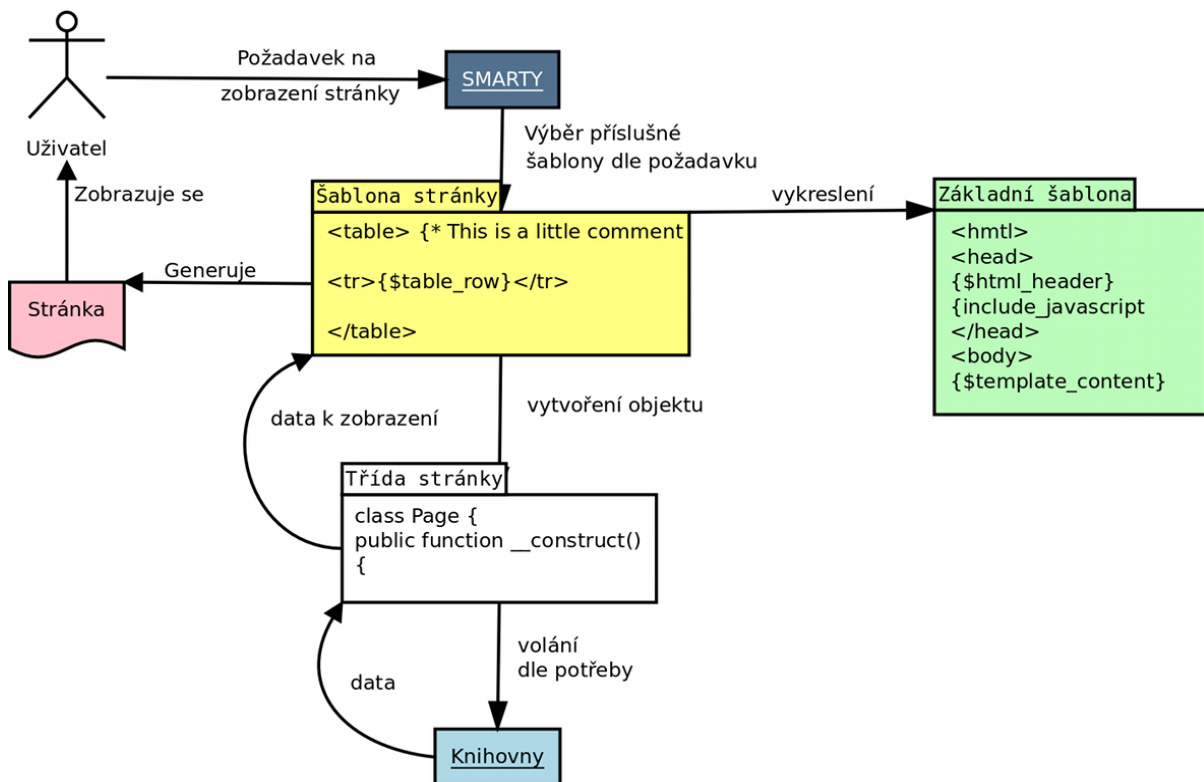 Požadavek na
zobrazení stránky
SMARTY
Uživatel
Výběr příslušné
šablony dle požadavku
Zobrazuje se
Šablona stránky
vykreslení
Základní šablona
<table> {* This is a little comment
<tr>{$table_row}</tr>
</table>
<hmtl>
<head>
{$html_header}
{include_javascript
</head>
<body>
{$template_content}
Generuje
Stránka
data k zobrazení
vytvoření objektu
Třída stránky
class Page {
public function __construct()
{
volání
dle potřeby
data
Knihovny